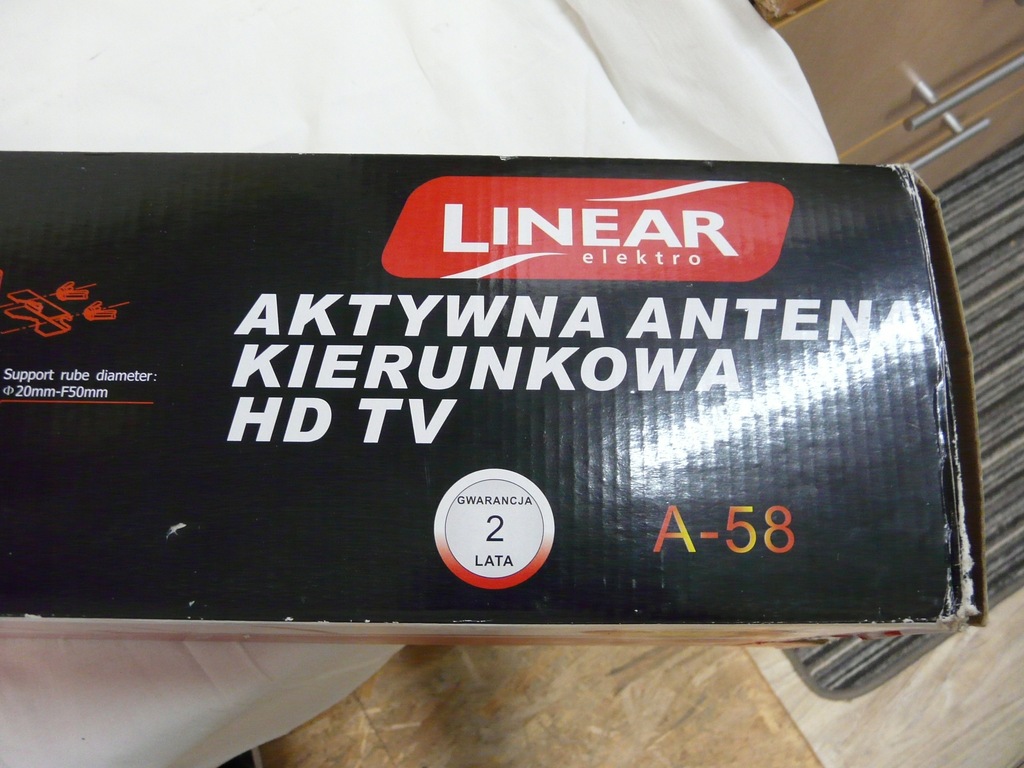 LINEAR
elektro
AKTYWNA ANTENA
KIERUNKOWA
HD TV
Support rube diameter:
Φ20mm-F50mm
GWARANCJA
2
LATA
A-58